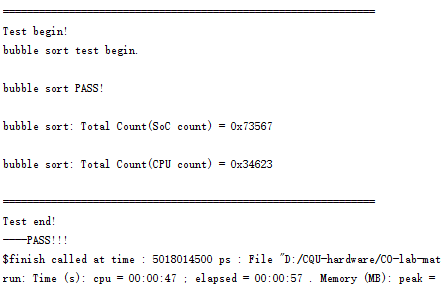 Test begin!
bubble sort test begin.
bubble sort PASS!
bubble sort: Total Count(SoC count) = 0x73567
bubble sort: Total Count(CPU count) = 0x34623
Test end!
----PASS!!!
$finish called at time : 5018014500 ps : File "D:/CQU-hardware/CO-lab-mat
run: Time (s): cpu = 00:00:47 ; elapsed = 00:00:57 . Memory (MB): peak =